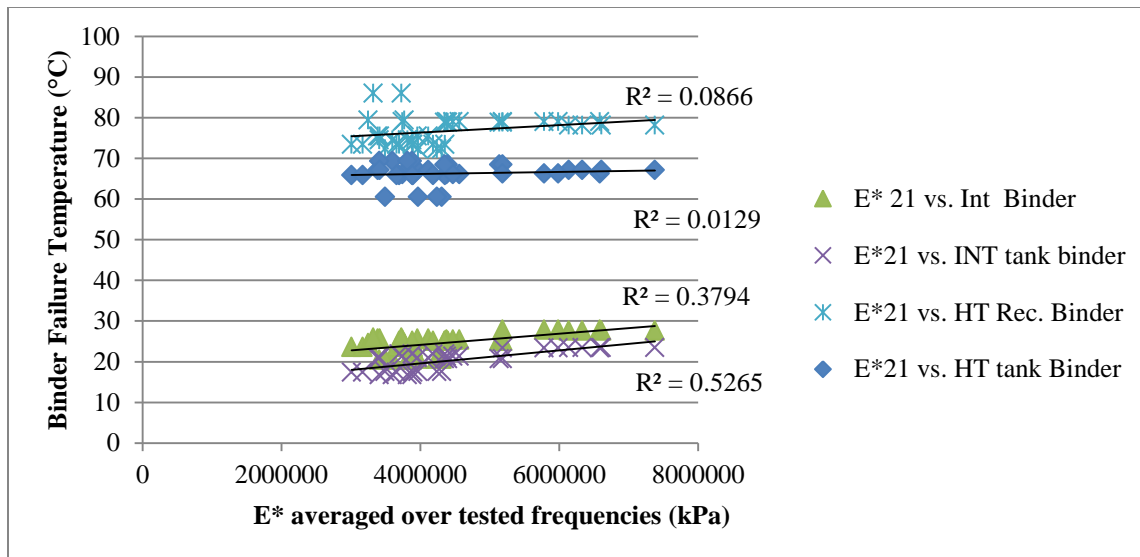 Binder Failure Temperature (°C)
100
90
80
70
60
50
40
30
20
10
0
R² = 0.0866
R² = 0.0129
R² = 0.3794
R² = 0.5265
0
2000000
4000000
6000000
8000000
E* averaged over tested frequencies (kPa)
E* 21 vs. Int Binder
E*21 vs. INT tank binder
E*21 vs. HT Rec. Binder
E*21 vs. HT tank Binder